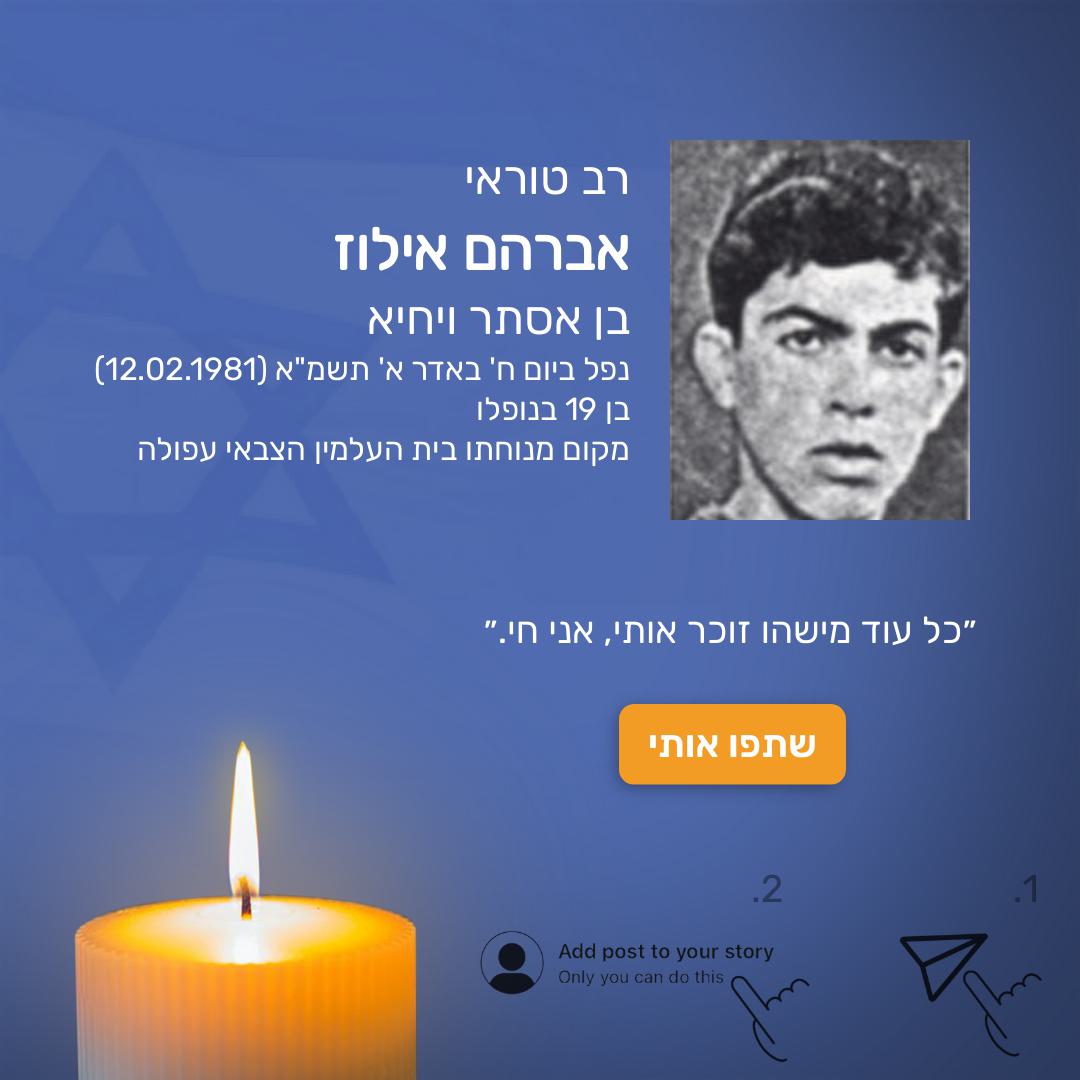 רב טוראי
אברהם אילוז
בן אסתר ויחיא
נפל ביום ח' באדר א' תשמ"א (12.02.1981)
בן 19 בנופלו
מקום מנוחתו בית העלמין הצבאי עפולה
״כל עוד מישהו זוכר אותי, אני חי.״
שתפו אותי
1.
2.
Add post to your story
Only you can do this